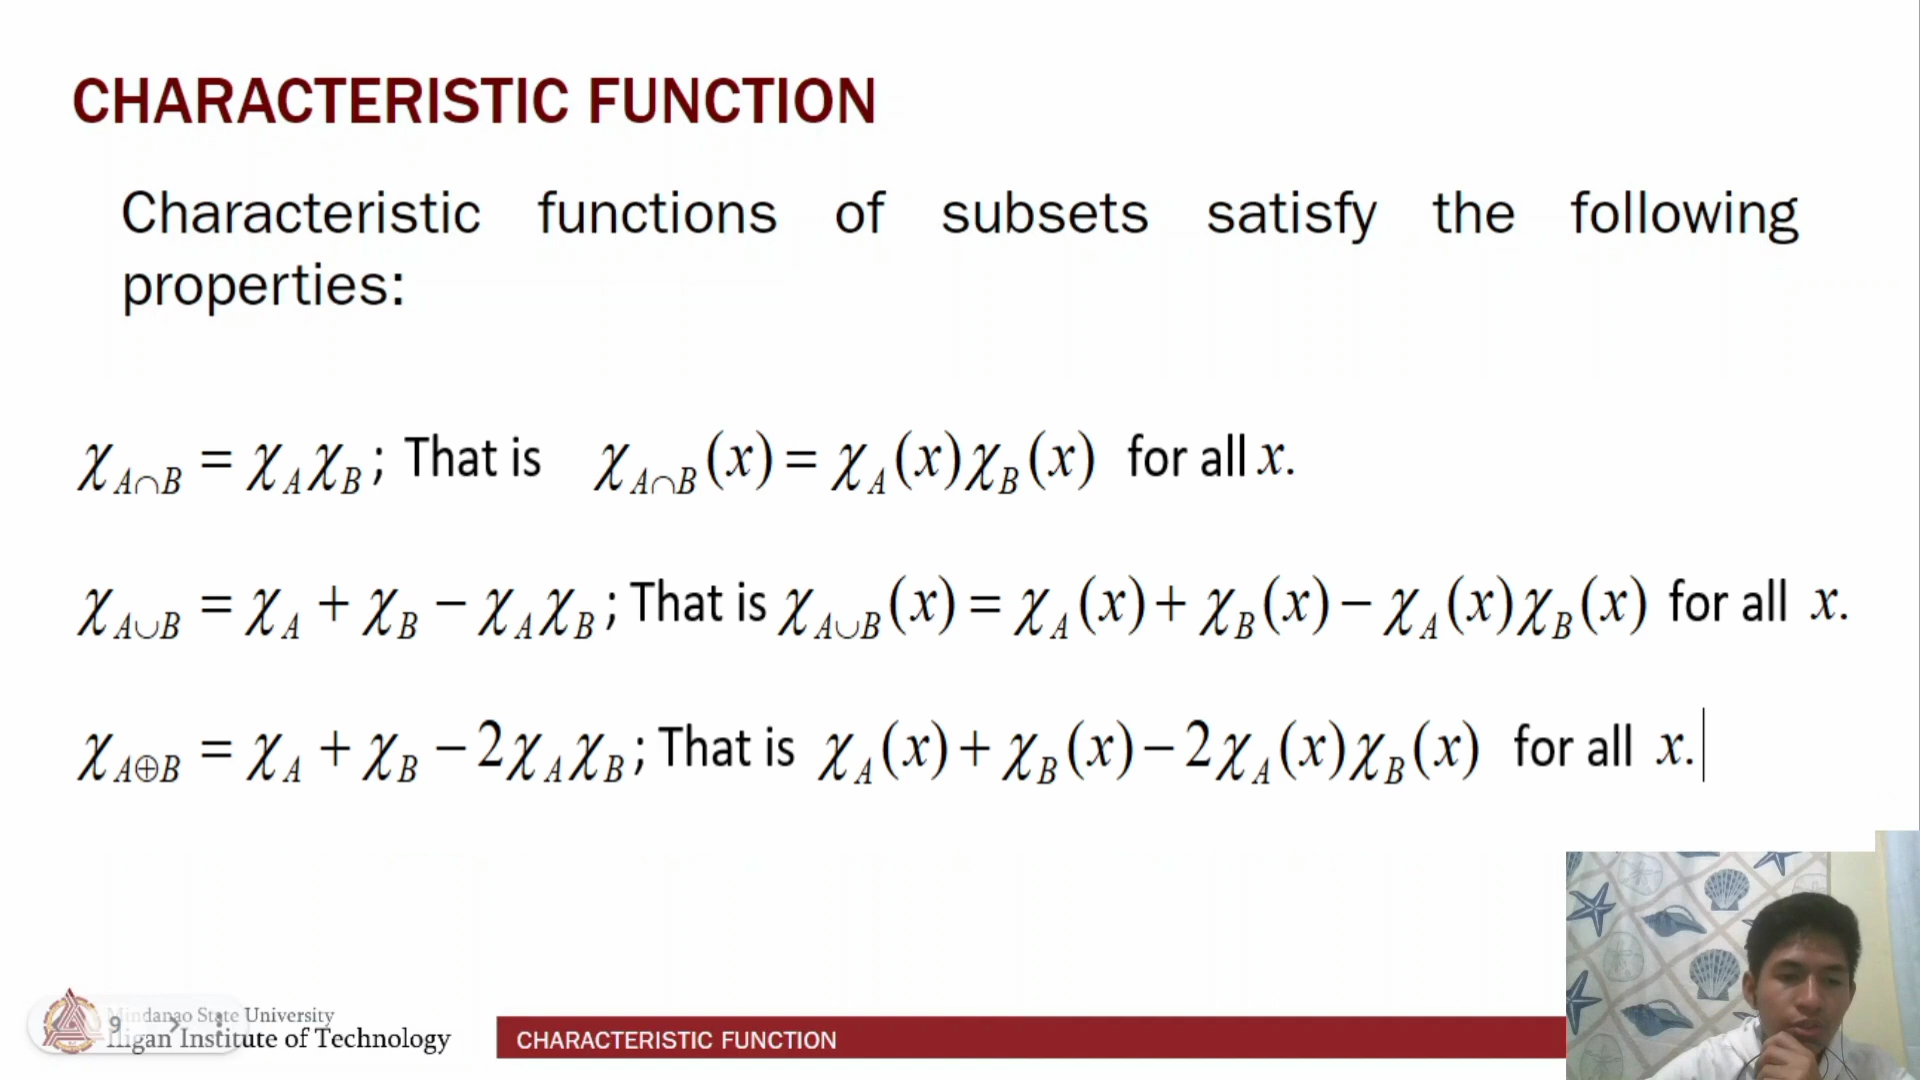 CHARACTERISTIC FUNCTION
Characteristic functions of subsets satisfy the following
properties:
χ_{A∩B} = χ_A χ_B ; That is χ_{A∩B}(x) = χ_A(x)χ_B(x) for all x.
χ_{A∪B} = χ_A + χ_B − χ_A χ_B ; That is χ_{A∪B}(x) = χ_A(x) + χ_B(x) − χ_A(x)χ_B(x) for all x.
χ_{A⊕B} = χ_A + χ_B − 2χ_A χ_B ; That is χ_A(x) + χ_B(x) − 2χ_A(x)χ_B(x) for all x.
9
Mindanao State University
Iligan Institute of Technology
CHARACTERISTIC FUNCTION